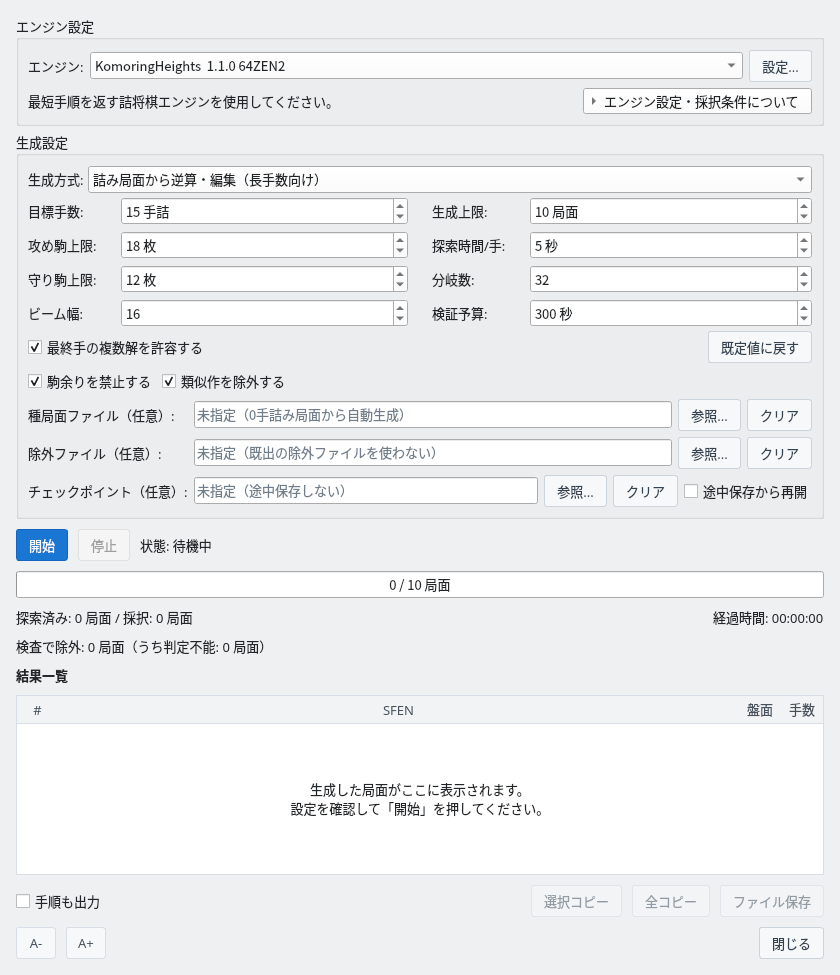 エンジン設定
エンジン: KomoringHeights 1.1.0 64ZEN2 設定...
最短手順を返す詰将棋エンジンを使用してください。 エンジン設定・採択条件について
生成設定
生成方式: 詰み局面から逆算・編集（長手数向け）
目標手数: 15 手詰 生成上限: 10 局面
攻め駒上限: 18 枚 探索時間/手: 5 秒
守り駒上限: 12 枚 分岐数: 32
ビーム幅: 16 検証予算: 300 秒
最終手の複数解を許容する 既定値に戻す
駒余りを禁止する 類似作を除外する
種局面ファイル（任意）: 未指定（0手詰み局面から自動生成） 参照... クリア
除外ファイル（任意）: 未指定（既出の除外ファイルを使わない） 参照... クリア
チェックポイント（任意）: 未指定（途中保存しない） 参照... クリア 途中保存から再開
開始 停止 状態: 待機中
0 / 10 局面
探索済み: 0 局面 / 採択: 0 局面 経過時間: 00:00:00
検査で除外: 0 局面（うち判定不能: 0 局面）
結果一覧
# SFEN 盤面 手数
生成した局面がここに表示されます。
設定を確認して「開始」を押してください。
手順も出力 選択コピー 全コピー ファイル保存
A- A+ 閉じる